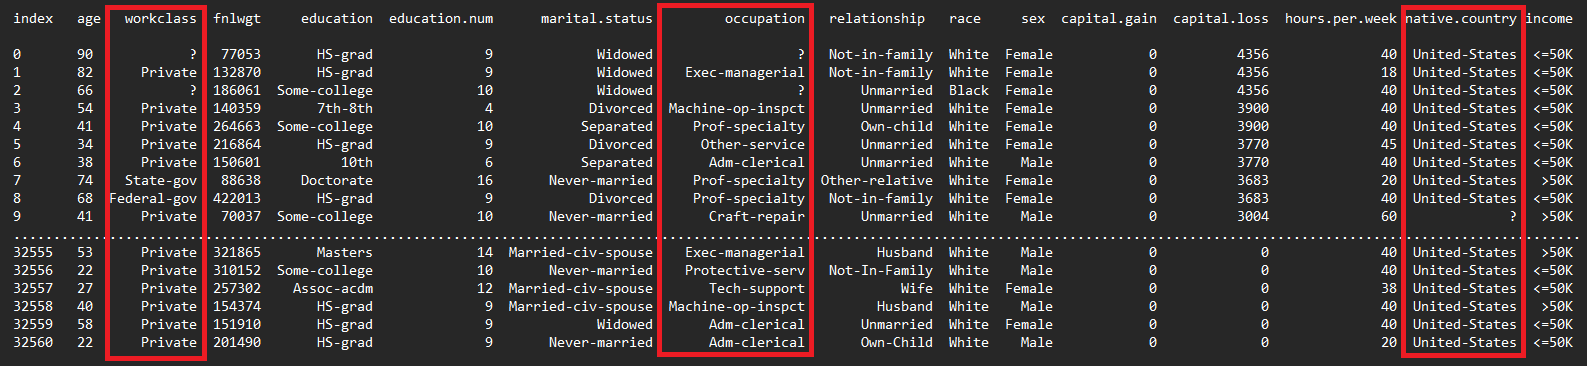 index age workclass fnlwgt education education.num marital.status occupation relationship race sex capital.gain capital.loss hours.per.week native.country income
0 90 ? 77053 HS-grad 9 Widowed ? Not-in-family White Female 0 4356 40 United-States <=50K
1 82 Private 132870 HS-grad 9 Widowed Exec-managerial Not-in-family White Female 0 4356 18 United-States <=50K
2 66 ? 186061 Some-college 10 Widowed ? Unmarried Black Female 0 4356 40 United-States <=50K
3 54 Private 140359 7th-8th 4 Divorced Machine-op-inspct Unmarried White Female 0 3900 40 United-States <=50K
4 41 Private 264663 Some-college 10 Separated Prof-specialty Own-child White Female 0 3900 40 United-States <=50K
5 34 Private 216864 HS-grad 9 Divorced Other-service Unmarried White Female 0 3770 45 United-States <=50K
6 38 Private 150601 10th 6 Separated Adm-clerical Unmarried White Male 0 3770 40 United-States <=50K
7 74 State-gov 88638 Doctorate 16 Never-married Prof-specialty Other-relative White Female 0 3683 20 United-States >50K
8 68 Federal-gov 422013 HS-grad 9 Divorced Prof-specialty Not-in-family White Female 0 3683 40 United-States <=50K
9 41 Private 70037 Some-college 10 Never-married Craft-repair Unmarried White Male 0 3004 60 ? >50K
32555 53 Private 321865 Masters 14 Married-civ-spouse Exec-managerial Husband White Male 0 0 40 United-States >50K
32556 22 Private 310152 Some-college 10 Never-married Protective-serv Not-In-Family White Male 0 0 40 United-States <=50K
32557 27 Private 257302 Assoc-acdm 12 Married-civ-spouse Tech-support Wife White Female 0 0 38 United-States <=50K
32558 40 Private 154374 HS-grad 9 Married-civ-spouse Machine-op-inspct Husband White Male 0 0 40 United-States >50K
32559 58 Private 151910 HS-grad 9 Widowed Adm-clerical Unmarried White Female 0 0 40 United-States <=50K
32560 22 Private 201490 HS-grad 9 Never-married Adm-clerical Own-Child White Male 0 0 20 United-States <=50K